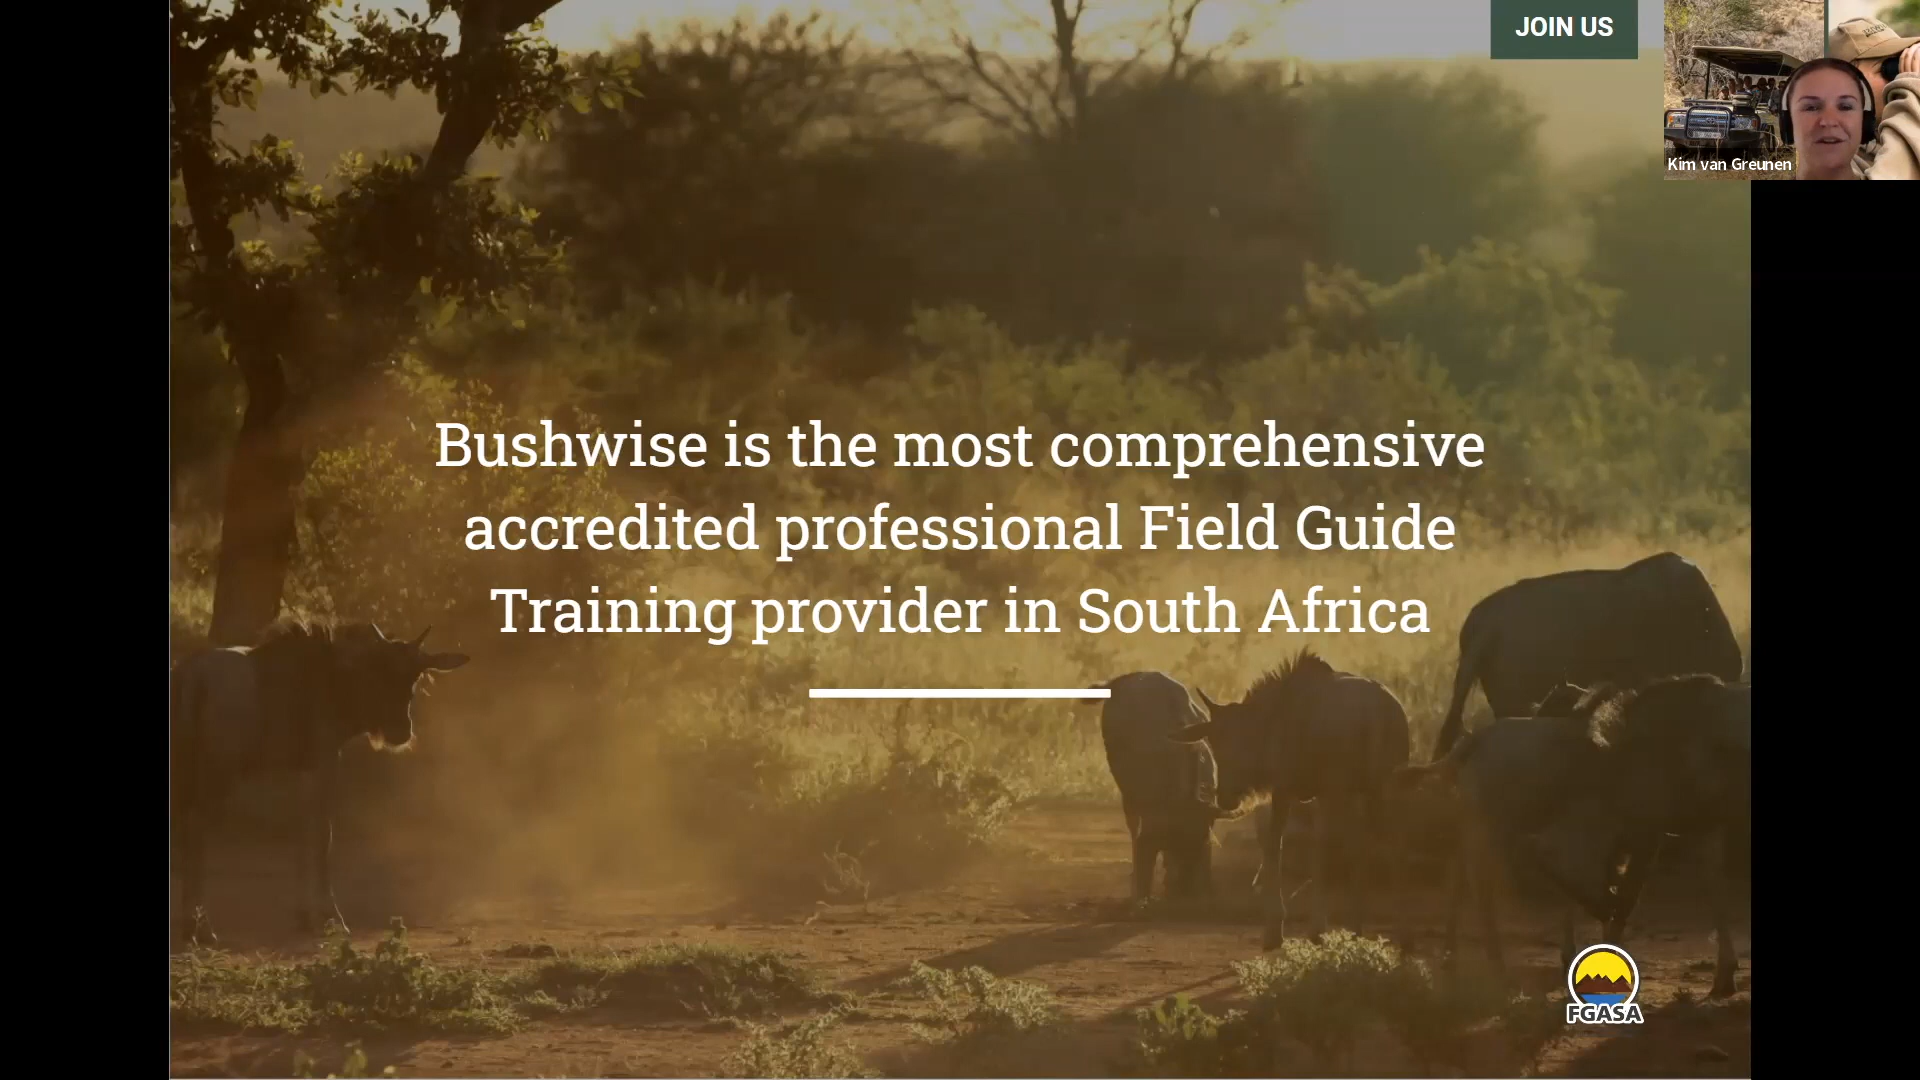 JOIN US
Kim van Greunen
Bushwise is the most comprehensive
accredited professional Field Guide
Training provider in South Africa
FGASA